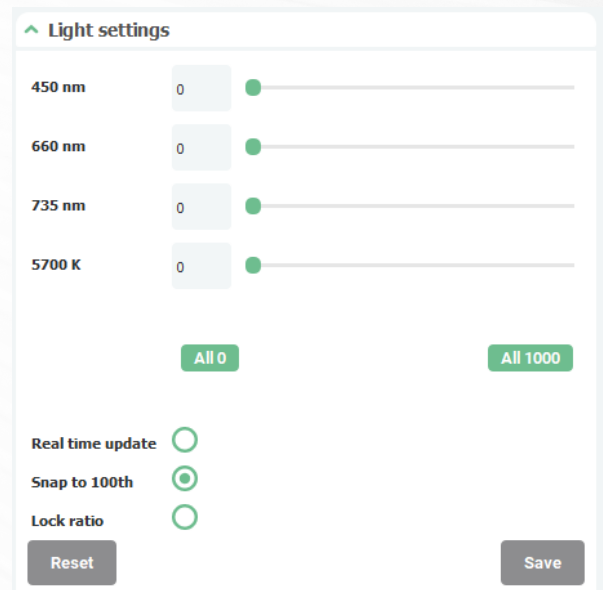 Light settings
450 nm 0
660 nm 0
735 nm 0
5700 K 0
All 0 All 1000
Real time update
Snap to 100th
Lock ratio
Reset Save